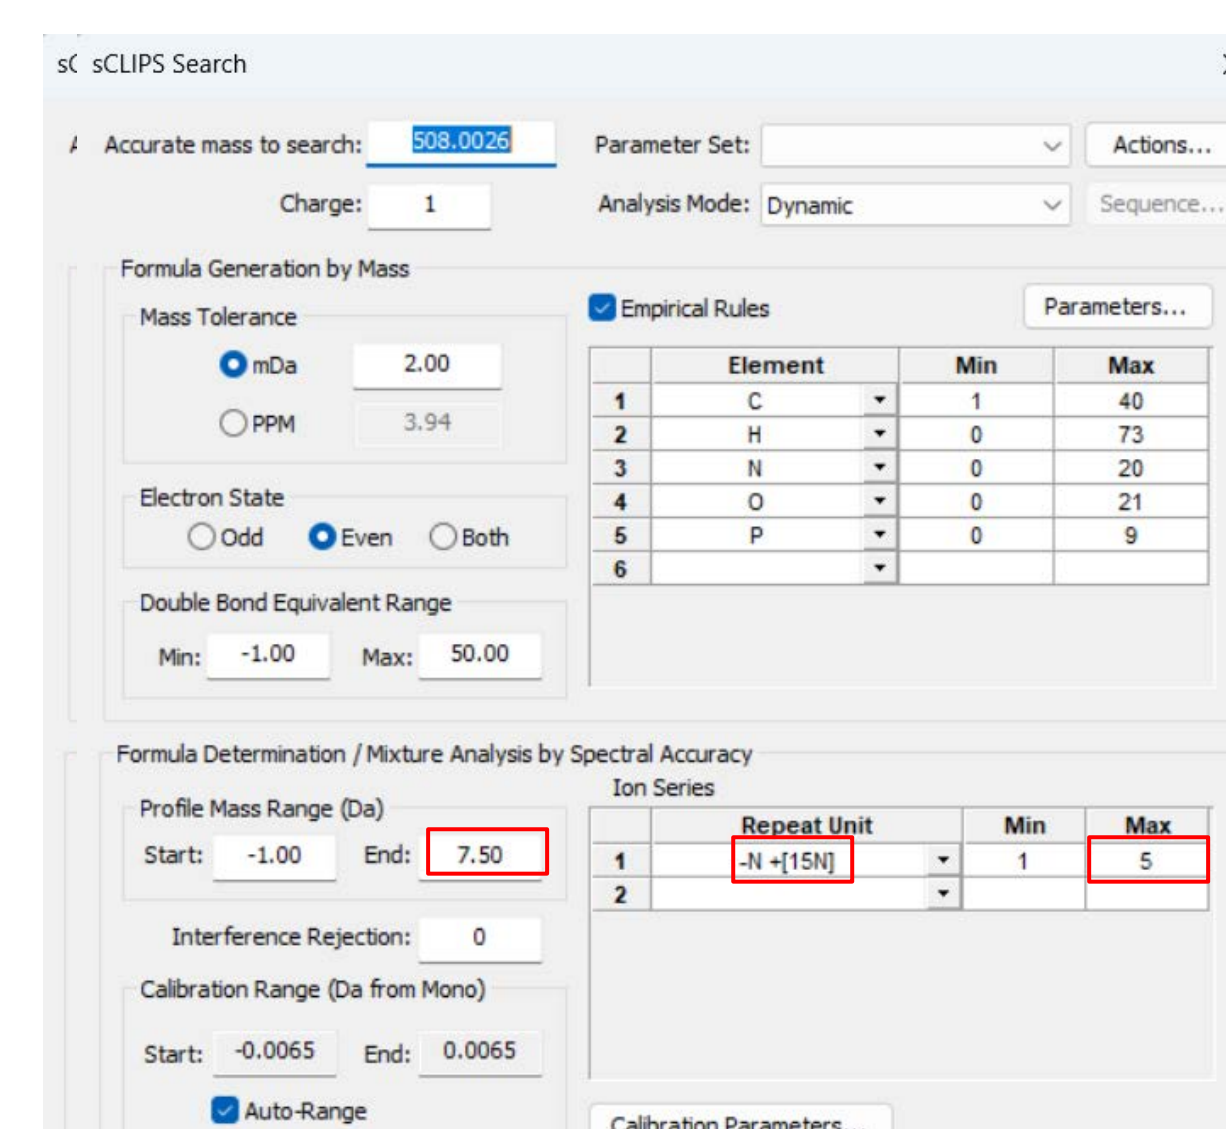 sC sCLIPS Search
Accurate mass to search: 508.0026 Parameter Set: Actions...
Charge: 1 Analysis Mode: Dynamic Sequence...
Formula Generation by Mass
Mass Tolerance
mDa 2.00
PPM 3.94
Empirical Rules Parameters...
Element Min Max
1 C 1 40
2 H 0 73
3 N 0 20
4 O 0 21
5 P 0 9
6
Electron State
Odd Even Both
Double Bond Equivalent Range
Min: -1.00 Max: 50.00
Formula Determination / Mixture Analysis by Spectral Accuracy
Profile Mass Range (Da)
Start: -1.00 End: 7.50
Ion Series
Repeat Unit Min Max
1 -N +[15N] 1 5
2
Interference Rejection: 0
Calibration Range (Da from Mono)
Start: -0.0065 End: 0.0065
Auto-Range
Calibration Parameters...